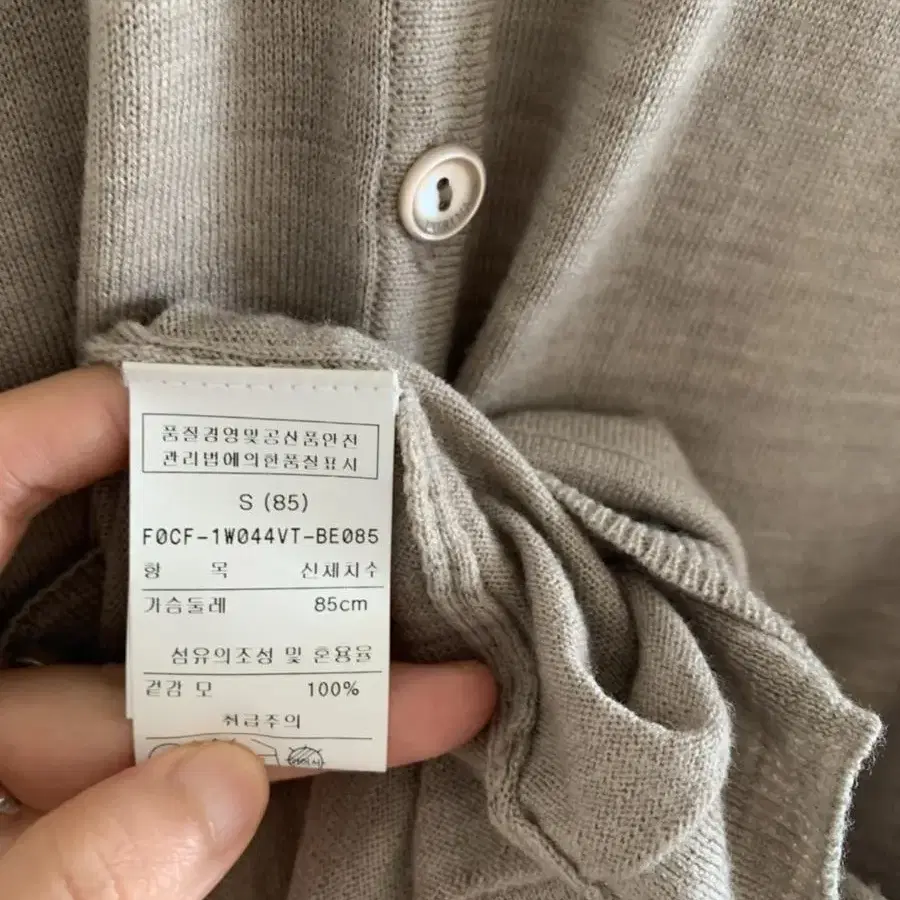 품질경영및공산품안전
관리법에의한품질표시
S (85)
F0CF-1W044VT-BE085
항 목 신체치수
가슴둘레 85cm
섬유의조성 및 혼용율
겉감 모 100%
취급주의